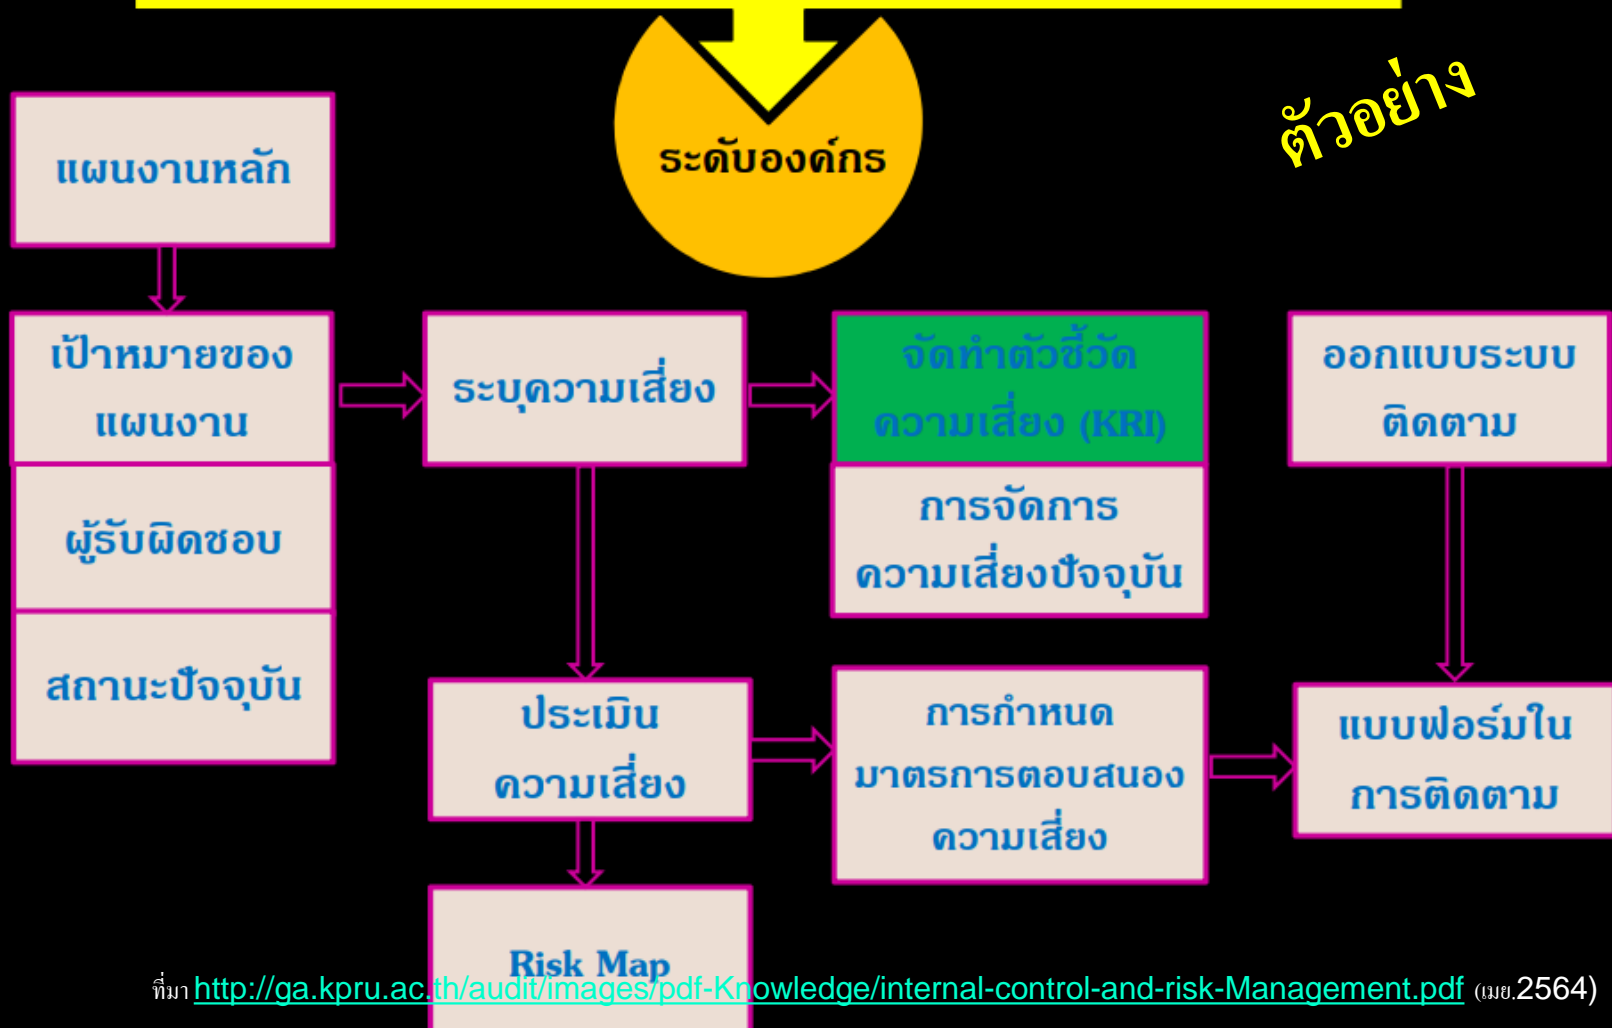 ระดับองค์กร
ตัวอย่าง
แผนงานหลัก
เป้าหมายของ
แผนงาน
ผู้รับผิดชอบ
สถานะปัจจุบัน
ระบุความเสี่ยง
จัดทำตัวชี้วัด
ความเสี่ยง (KRI)
การจัดการ
ความเสี่ยงปัจจุบัน
ออกแบบระบบ
ติดตาม
ประเมิน
ความเสี่ยง
การกำหนด
มาตรการตอบสนอง
ความเสี่ยง
แบบฟอร์มใน
การติดตาม
Risk Map
ที่มา http://ga.kpru.ac.th/audit/images/pdf-Knowledge/internal-control-and-risk-Management.pdf (เมย.2564)